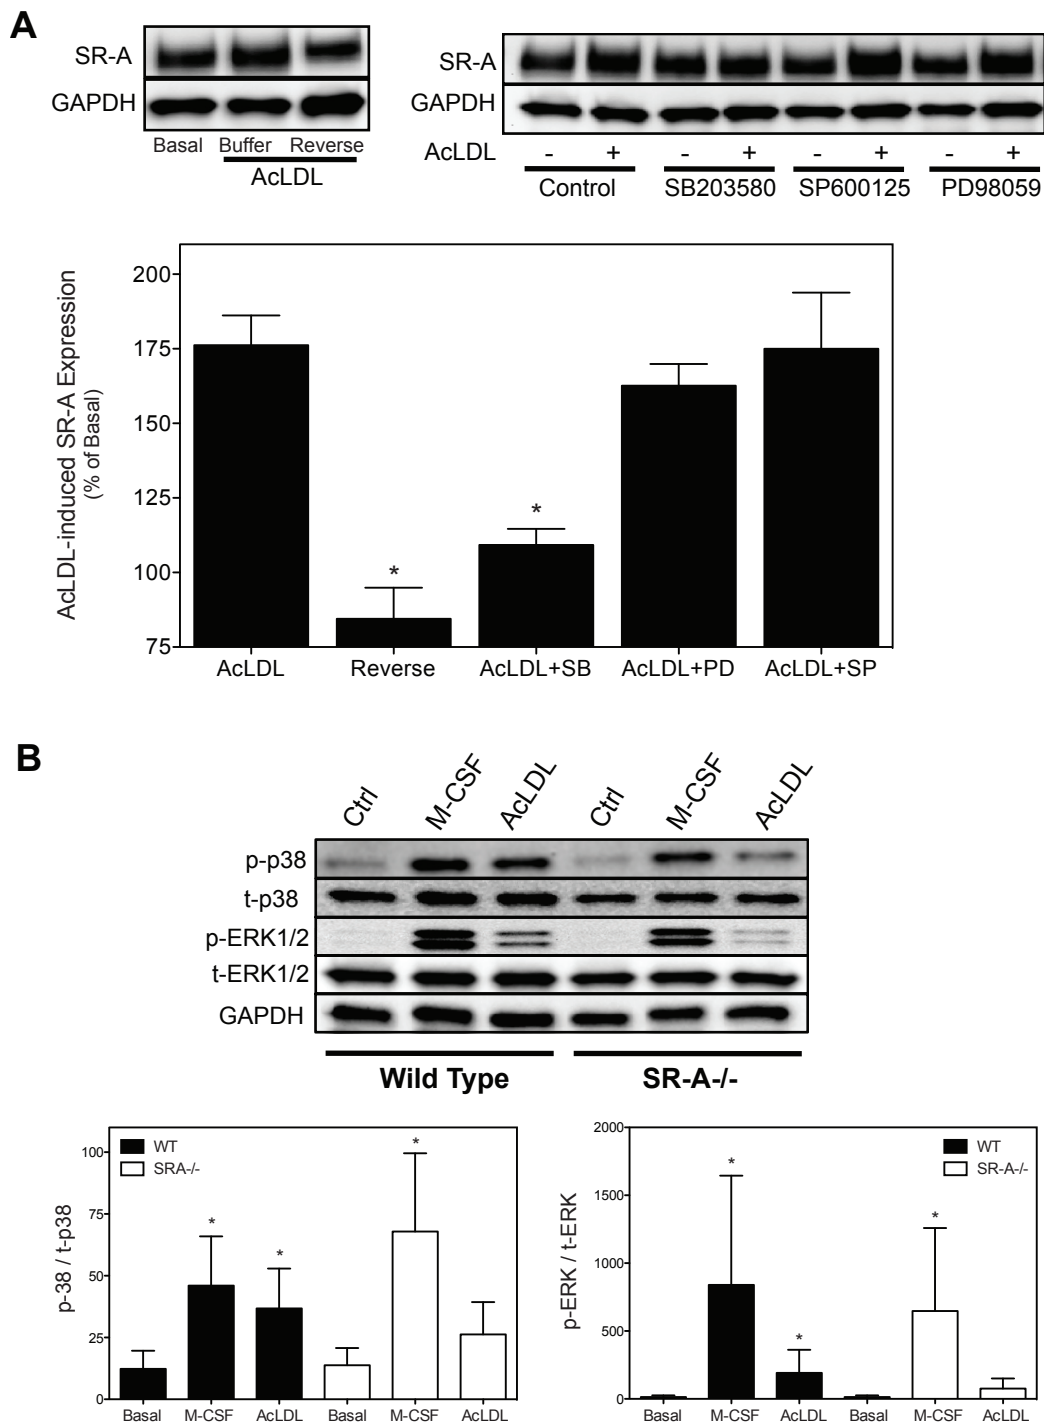 A
SR-A
GAPDH
Basal Buffer Reverse
AcLDL
SR-A
GAPDH
AcLDL - + - + - + - +
Control SB203580 SP600125 PD98059
AcLDL-induced SR-A Expression
(% of Basal)
200
175
150
125
100
75
* *
AcLDL Reverse AcLDL+SB AcLDL+PD AcLDL+SP
B
Ctrl M-CSF AcLDL Ctrl M-CSF AcLDL
p-p38
t-p38
p-ERK1/2
t-ERK1/2
GAPDH
Wild Type SR-A-/-
p-38 / t-p38
100
75
50
25
0
WT
SRA-/-
* * *
Basal M-CSF AcLDL Basal M-CSF AcLDL
p-ERK / t-ERK
2000
1500
1000
500
0
WT
SR-A-/-
* * *
Basal M-CSF AcLDL Basal M-CSF AcLDL